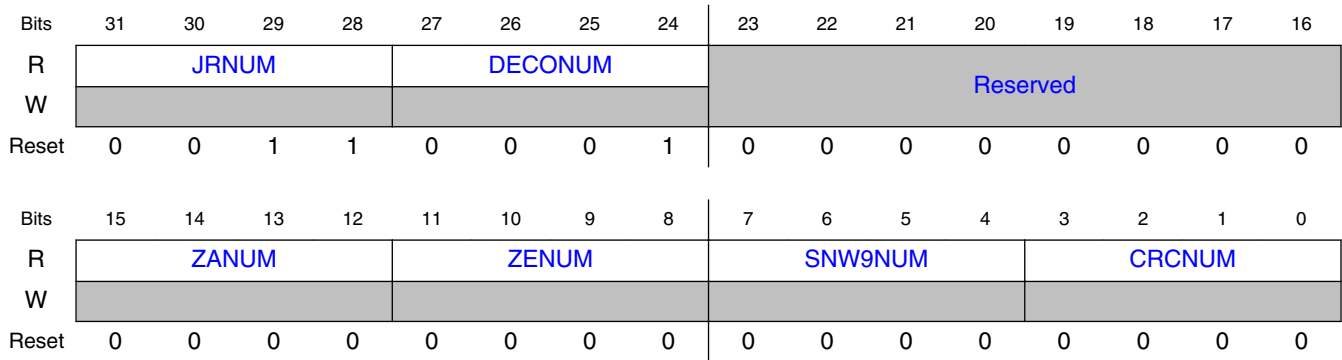 Bits 31 30 29 28 27 26 25 24 23 22 21 20 19 18 17 16
R JRNUM DECONUM Reserved
W
Reset 0 0 1 1 0 0 0 1 0 0 0 0 0 0 0 0
Bits 15 14 13 12 11 10 9 8 7 6 5 4 3 2 1 0
R ZANUM ZENUM SNW9NUM CRCNUM
W
Reset 0 0 0 0 0 0 0 0 0 0 0 0 0 0 0 0